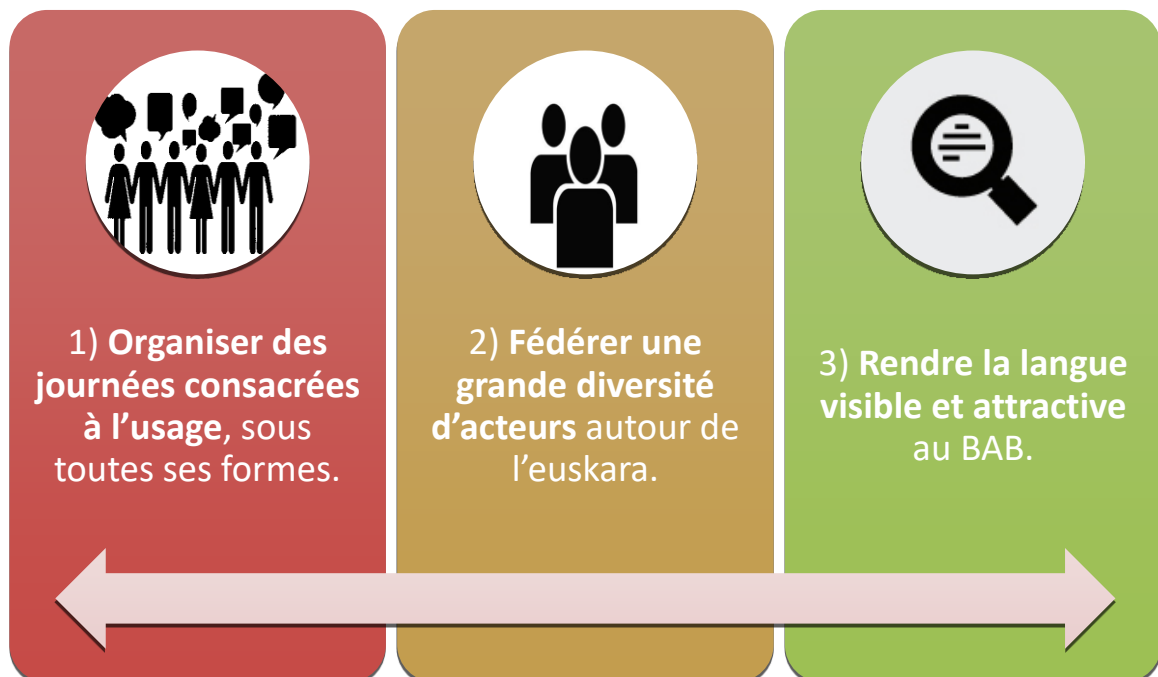 1) Organiser des
journées consacrées
à l’usage, sous
toutes ses formes.
2) Fédérer une
grande diversité
d’acteurs autour de
l’euskara.
3) Rendre la langue
visible et attractive
au BAB.